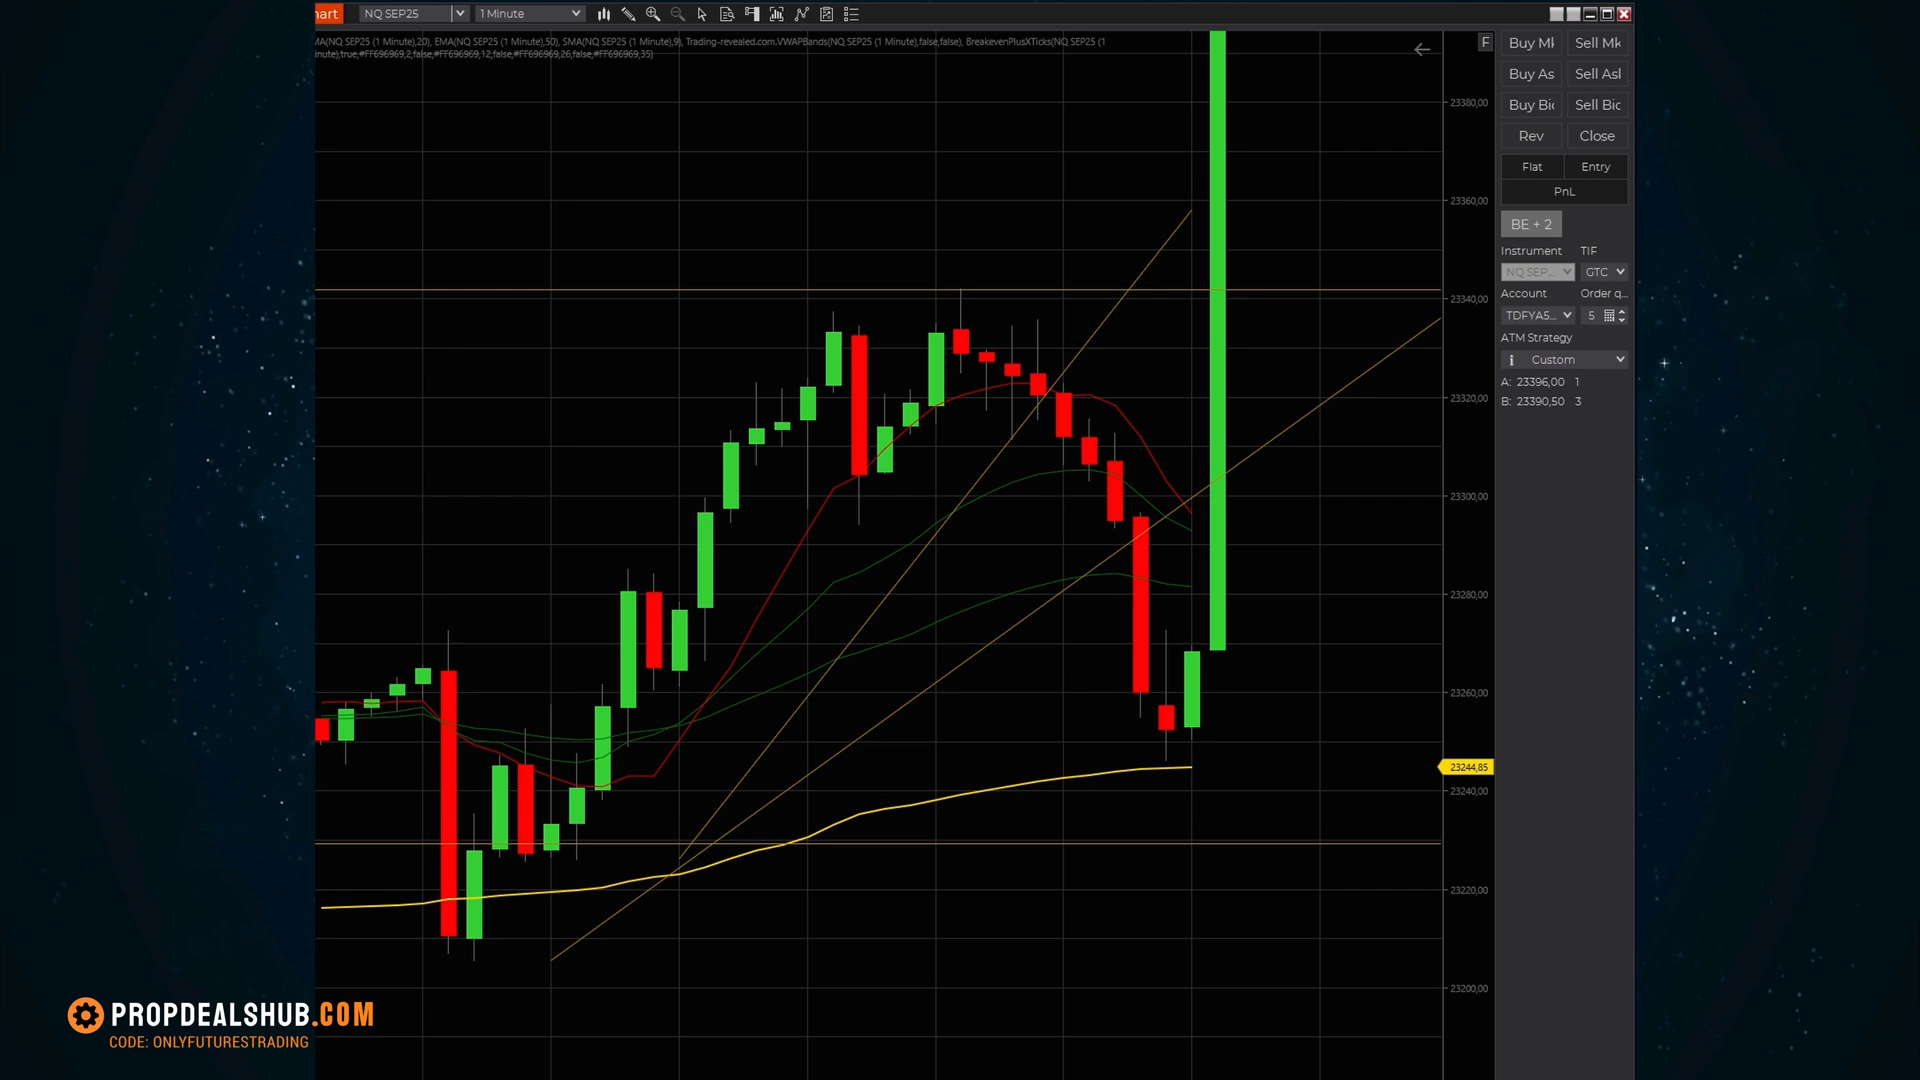 hart NQ SEP25 1 Minute
MA(NQ SEP25 (1 Minute),20), EMA(NQ SEP25 (1 Minute),50), SMA(NQ SEP25 (1 Minute),9), Trading-revealed.com.VWAPBands(NQ SEP25 (1 Minute),false,false), BreakevenPlusXTicks(NQ SEP25 (1
inute),true,#FF696969,2,false,#FF696969,12,false,#FF696969,26,false,#FF696969,35)
F
23380,00
23360,00
23340,00
23320,00
23300,00
23280,00
23260,00
23244,85
23240,00
23220,00
23200,00
Buy Mk Sell Mk
Buy As Sell Asl
Buy Bic Sell Bic
Rev Close
Flat Entry
PnL
BE + 2
Instrument TIF
NQ SEP... GTC
Account Order q...
TDFYA5... 5
ATM Strategy
Custom
A: 23396,00 1
B: 23390,50 3
PROPDEALSHUB.COM
CODE: ONLYFUTURESTRADING